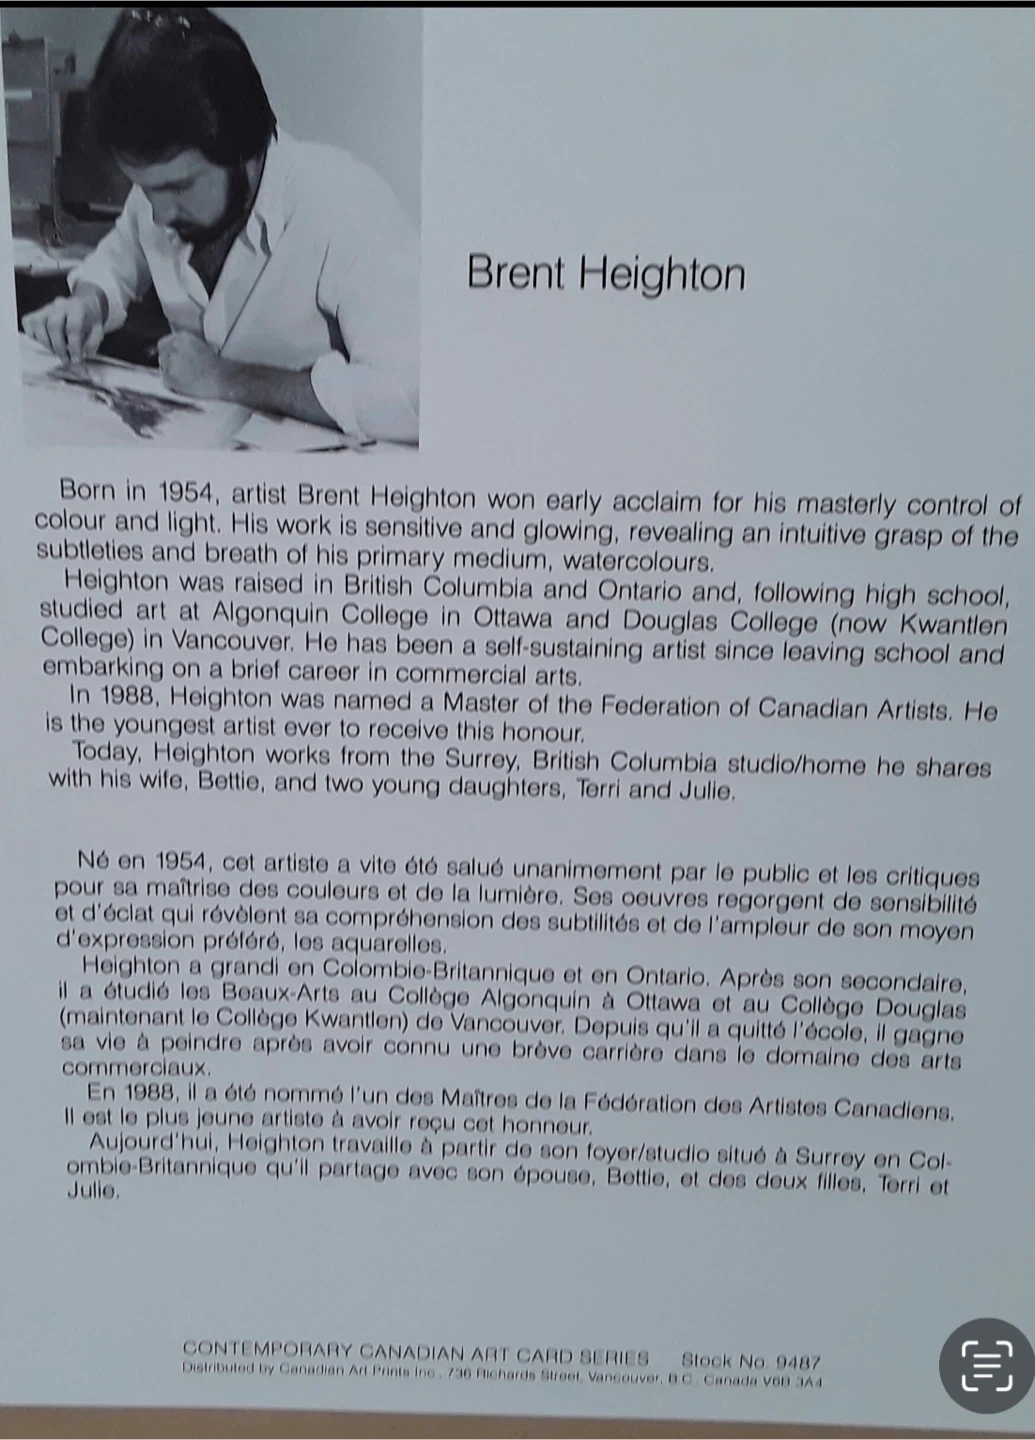 Brent Heighton
Born in 1954, artist Brent Heighton won early acclaim for his masterly control of
colour and light. His work is sensitive and glowing, revealing an intuitive grasp of the
subtleties and breath of his primary medium, watercolours.
Heighton was raised in British Columbia and Ontario and, following high school,
studied art at Algonquin College in Ottawa and Douglas College (now Kwantlen
College) in Vancouver. He has been a self-sustaining artist since leaving school and
embarking on a brief career in commercial arts.
In 1988, Heighton was named a Master of the Federation of Canadian Artists. He
is the youngest artist ever to receive this honour.
Today, Heighton works from the Surrey, British Columbia studio/home he shares
with his wife, Bettie, and two young daughters, Terri and Julie.
Né en 1954, cet artiste a vite été salué unanimement par le public et les critiques
pour sa maîtrise des couleurs et de la lumière. Ses oeuvres regorgent de sensibilité
et d'éclat qui révèlent sa compréhension des subtilités et de l'ampleur de son moyen
d'expression préféré, les aquarelles.
Heighton a grandi en Colombie-Britannique et en Ontario. Après son secondaire,
il a étudié les Beaux-Arts au Collège Algonquin à Ottawa et au Collège Douglas
(maintenant le Collège Kwantlen) de Vancouver. Depuis qu'il a quitté l'école, il gagne
sa vie à peindre après avoir connu une brève carrière dans le domaine des arts
commerciaux.
En 1988, il a été nommé l'un des Maîtres de la Fédération des Artistes Canadiens.
Il est le plus jeune artiste à avoir reçu cet honneur.
Aujourd'hui, Heighton travaille à partir de son foyer/studio situé à Surrey en Col-
ombie-Britannique qu'il partage avec son épouse, Bettie, et des deux filles, Terri et
Julie.
CONTEMPORARY CANADIAN ART CARD SERIES Stock No. 9487
Distributed by Canadian Art Prints Inc., 736 Richards Street, Vancouver, B.C. Canada V6B 3A4